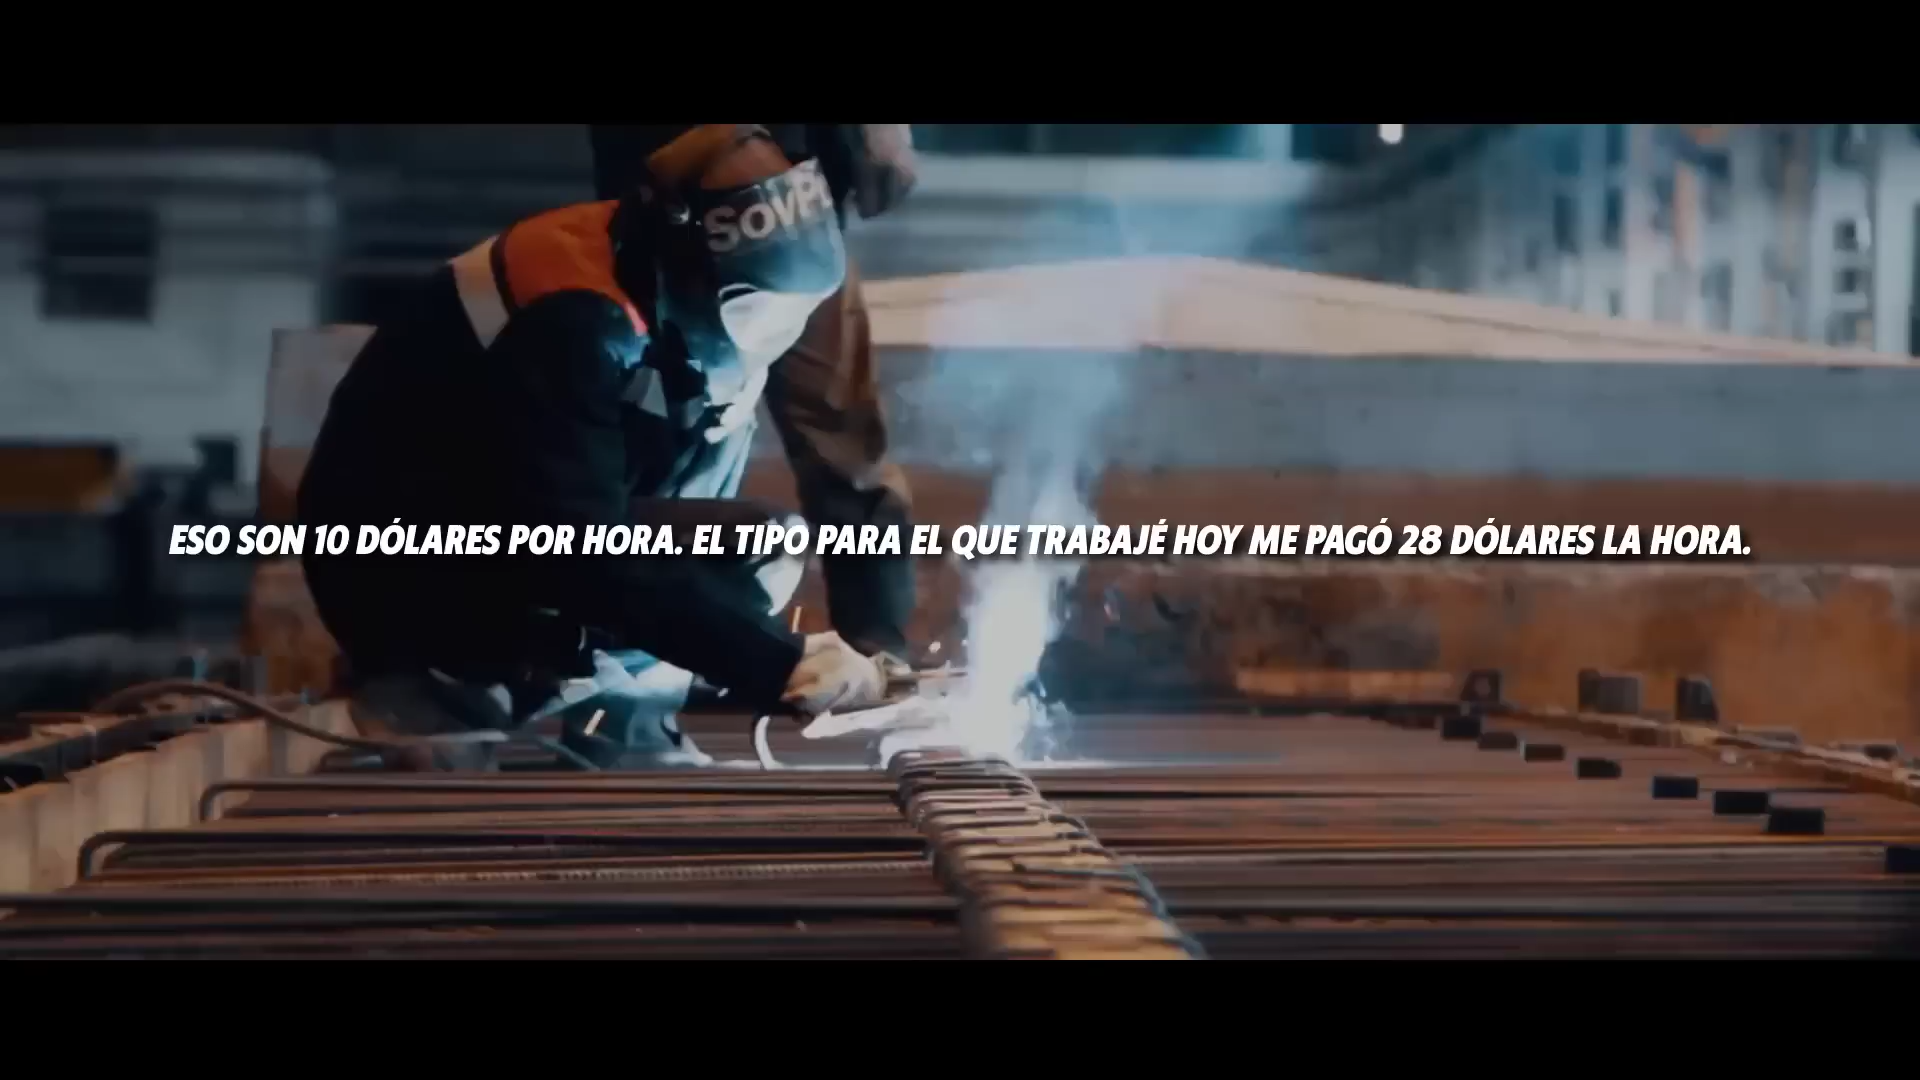 ESO SON 10 DÓLARES POR HORA. EL TIPO PARA EL QUE TRABAJÉ HOY ME PAGÓ 28 DÓLARES LA HORA.